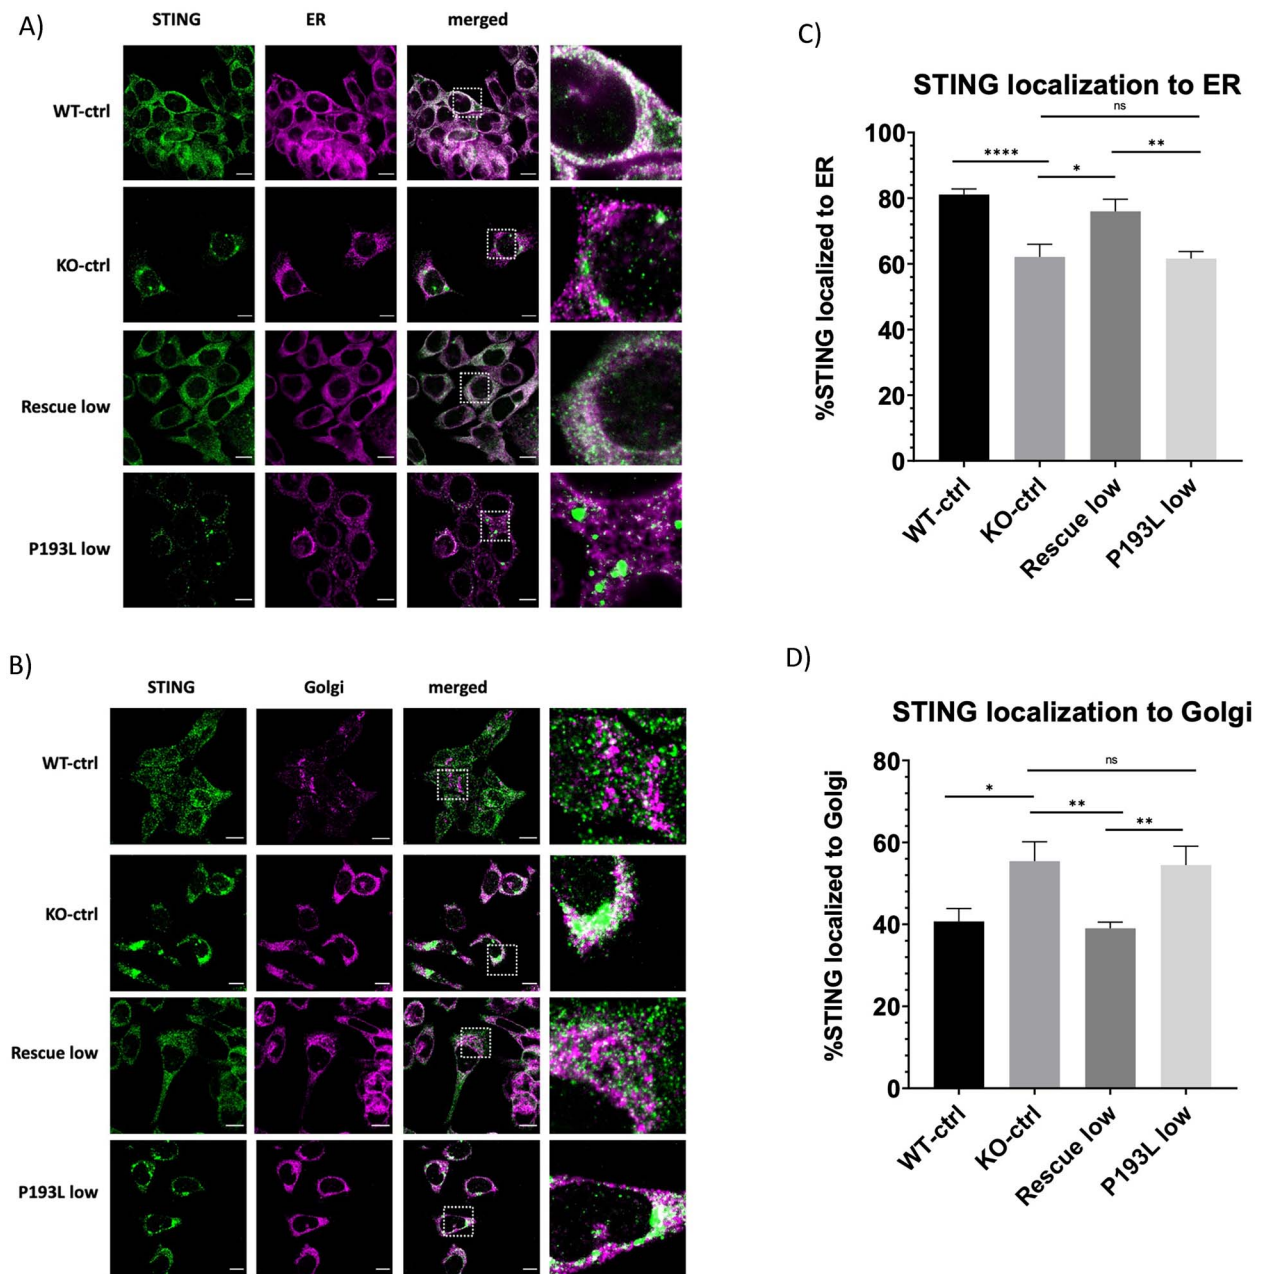 A)
STING ER merged
WT-ctrl
KO-ctrl
Rescue low
P193L low
B)
STING Golgi merged
WT-ctrl
KO-ctrl
Rescue low
P193L low
C)
STING localization to ER
%STING localized to ER
100
80
60
40
20
0
ns
****
*
**
WT-ctrl
KO-ctrl
Rescue low
P193L low
D)
STING localization to Golgi
%STING localized to Golgi
80
60
40
20
0
ns
*
**
**
WT-ctrl
KO-ctrl
Rescue low
P193L low